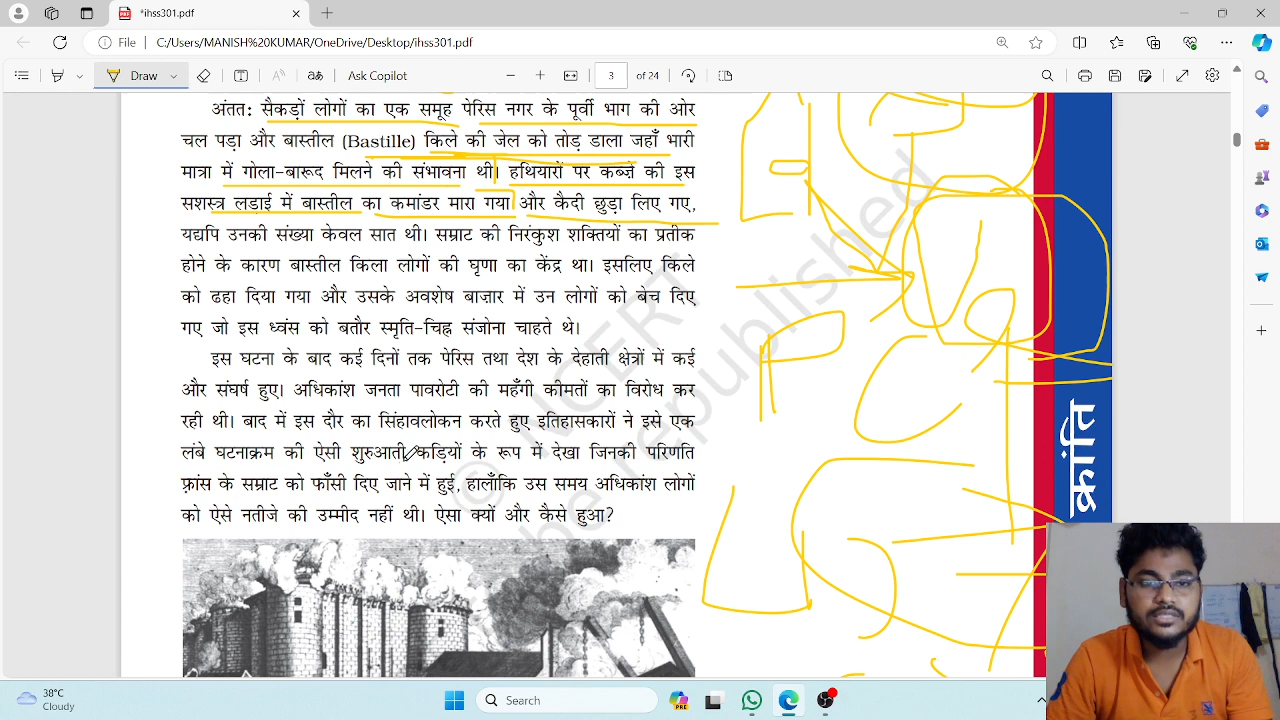 *ihss301.pdf
File C:/Users/MANISH%20KUMAR/OneDrive/Desktop/ihss301.pdf
Draw Ask Copilot 3 of 24
अंतत: सैकड़ों लोगों का एक समूह पेरिस नगर के पूर्वी भाग की ओर
चल पड़ा और बास्तील (Bastille) किले की जेल को तोड़ डाला जहाँ भारी
मात्रा में गोला-बारूद मिलने की संभावना थी। हथियारों पर कब्ज़े की इस
सशस्त्र लड़ाई में बास्तील का कमांडर मारा गया और कैदी छुड़ा लिए गए,
यद्यपि उनकी संख्या केवल सात थी। सम्राट की निरंकुश शक्तियों का प्रतीक
होने के कारण बास्तील किला लोगों की घृणा का केंद्र था। इसलिए किले
को ढहा दिया गया और उसके अवशेष बाज़ार में उन लोगों को बेच दिए
गए जो इस ध्वंस को बतौर स्मृति-चिह्न संजोना चाहते थे।
इस घटना के बाद कई दिनों तक पेरिस तथा देश के देहाती क्षेत्रों में कई
और संघर्ष हुए। अधिकांश जनता पावरोटी की महँगी कीमतों का विरोध कर
रही थी। बाद में इस दौर का सिंहावलोकन करते हुए इतिहासकारों ने इसे एक
लंबे घटनाक्रम की ऐसी शुरुआती कड़ियों के रूप में देखा जिनकी परिणति
फ़्रांस के सम्राट को फाँसी दिए जाने में हुई, हालाँकि उस समय अधिकांश लोगों
को ऐसे नतीजे की उम्मीद नहीं थी। ऐसा क्यों और कैसे हुआ?
© NCERT
be republished
क्रांति
38°C
Cloudy
Search